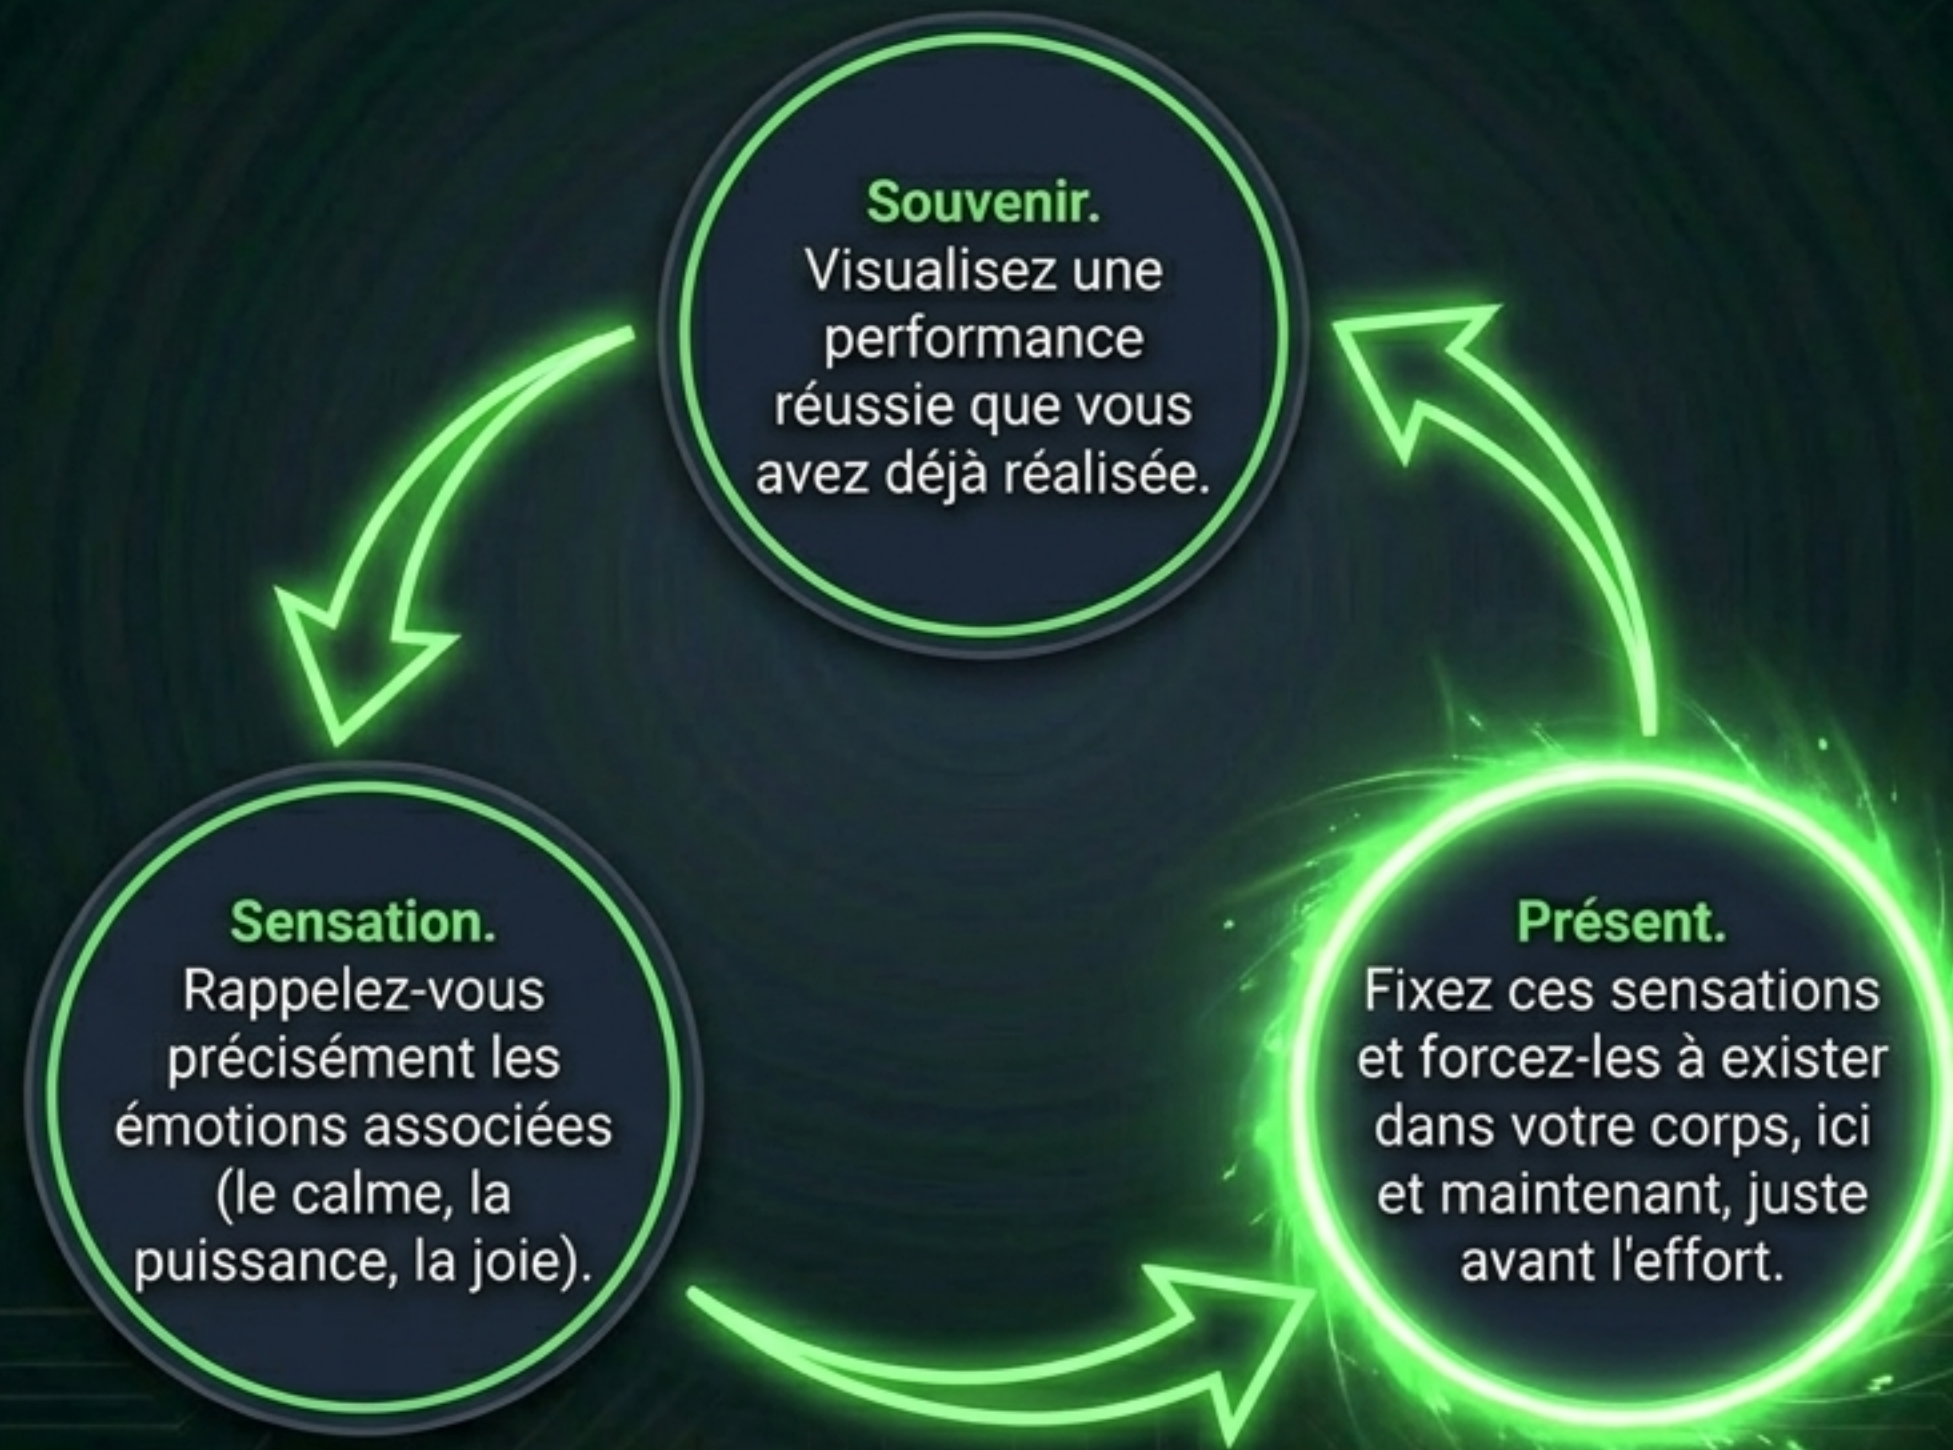 Souvenir.
Visualisez une
performance
réussie que vous
avez déjà réalisée.
Sensation.
Rappelez-vous
précisément les
émotions associées
(le calme, la
puissance, la joie).
Présent.
Fixez ces sensations
et forcez-les à exister
dans votre corps, ici
et maintenant, juste
avant l'effort.